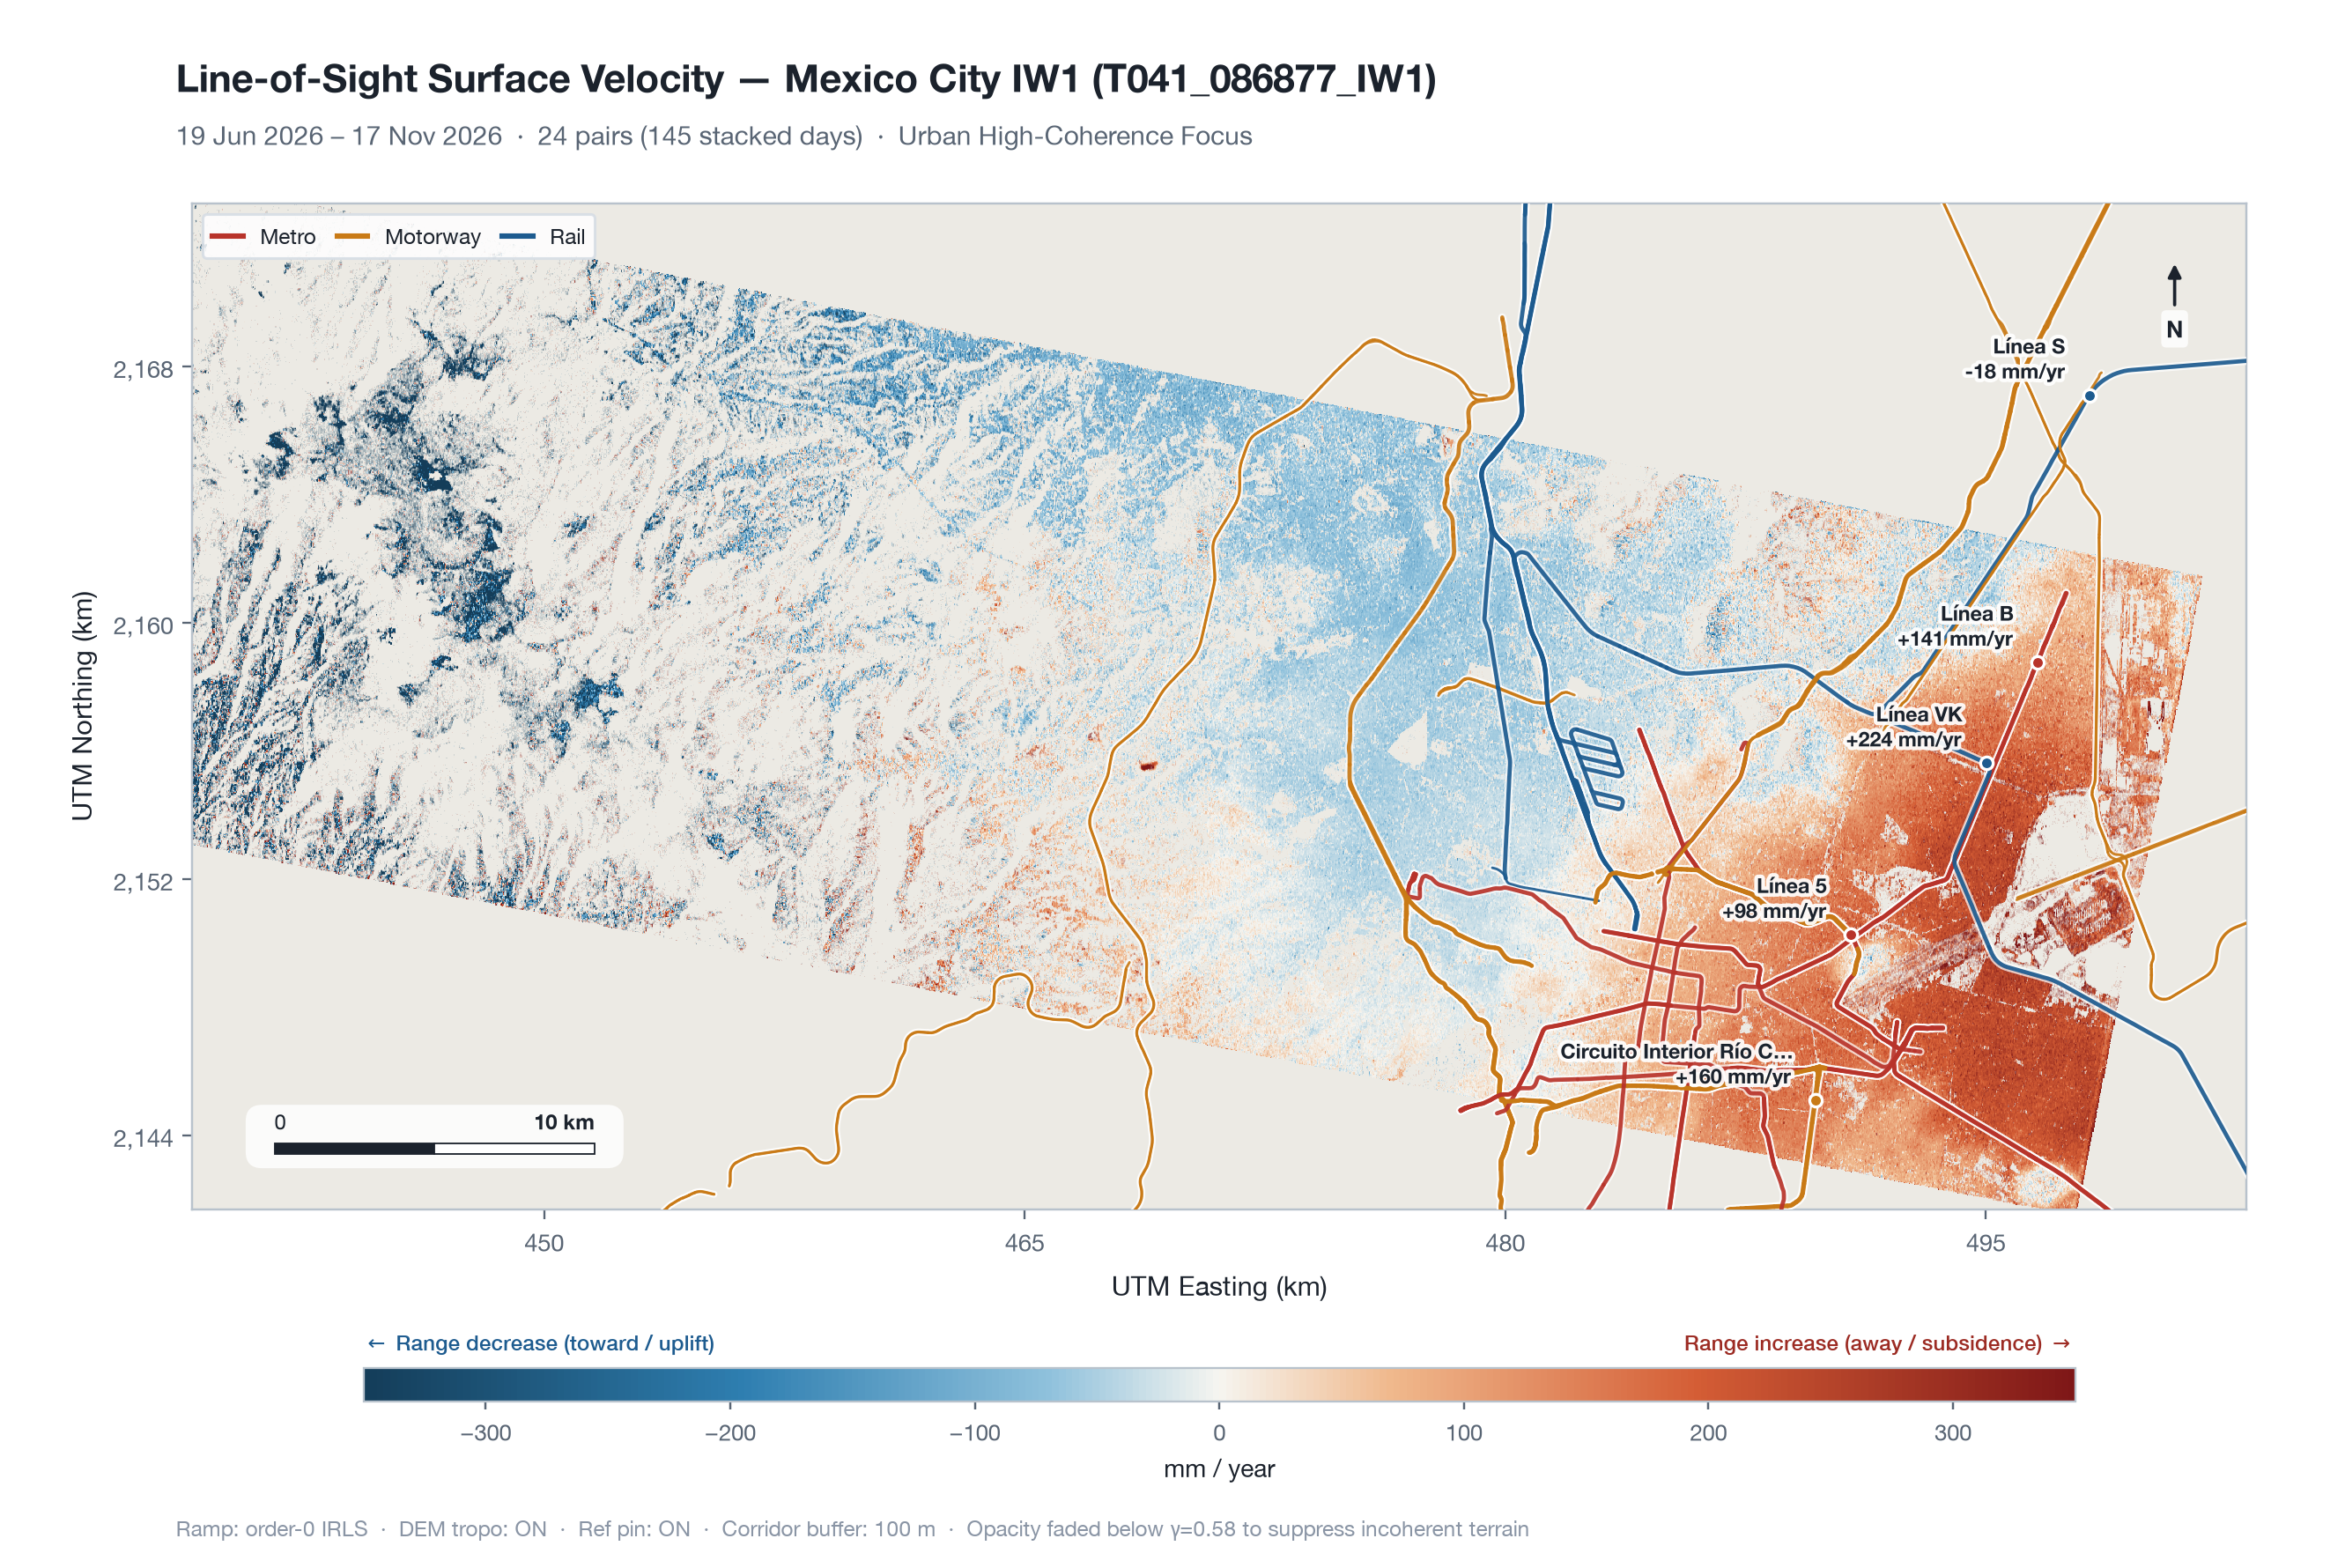 Line-of-Sight Surface Velocity — Mexico City IW1 (T041_086877_IW1)
19 Jun 2026 – 17 Nov 2026 · 24 pairs (145 stacked days) · Urban High-Coherence Focus
Metro
Motorway
Rail
N
Línea S
-18 mm/yr
Línea B
+141 mm/yr
Línea VK
+224 mm/yr
Línea 5
+98 mm/yr
Circuito Interior Río C…
+160 mm/yr
0 10 km
2,168
2,160
2,152
2,144
UTM Northing (km)
450 465 480 495
UTM Easting (km)
← Range decrease (toward / uplift)
Range increase (away / subsidence) →
−300 −200 −100 0 100 200 300
mm / year
Ramp: order-0 IRLS · DEM tropo: ON · Ref pin: ON · Corridor buffer: 100 m · Opacity faded below γ=0.58 to suppress incoherent terrain